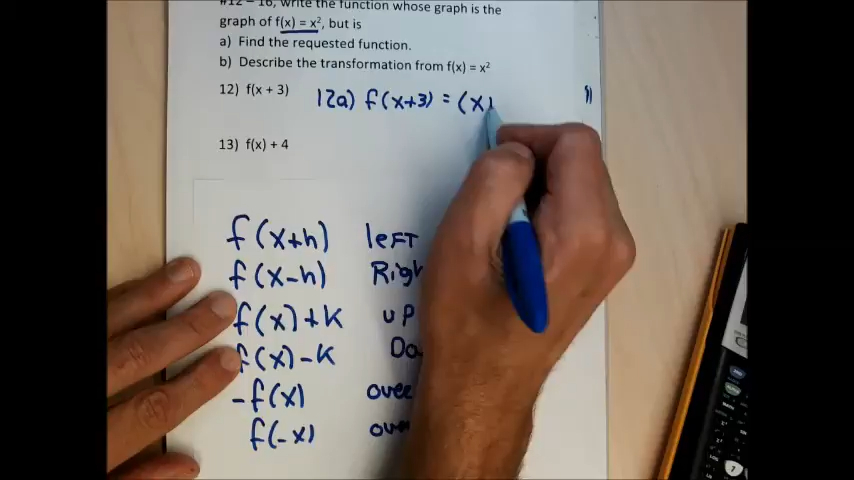 #12 – 16, write the function whose graph is the
graph of f(x) = x², but is
a) Find the requested function.
b) Describe the transformation from f(x) = x²
12) f(x + 3)
12a) f(x+3) = (x
13) f(x) + 4
f(x+h) left
f(x-h) Righ
f(x)+k up
f(x)-k Do
-f(x) over
f(-x) ove